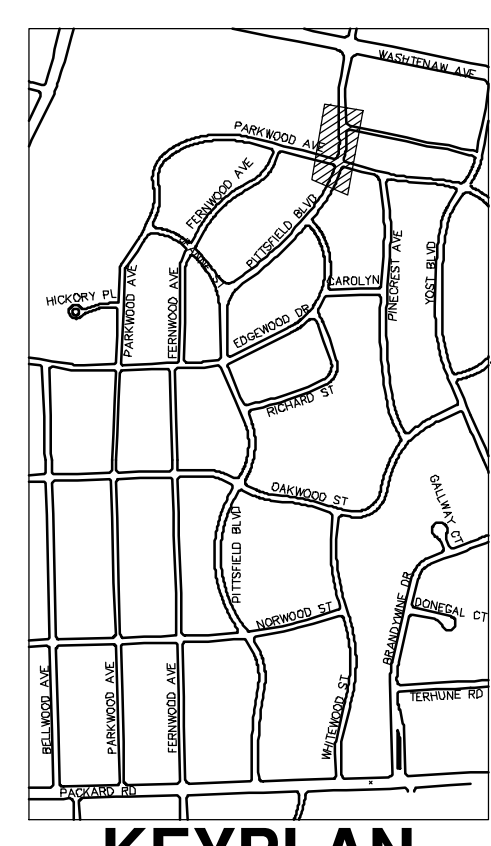 WASHTENAW AVE
PARKWOOD AVE
FERNWOOD AVE
PITTSFIELD BLVD
PINECREST AVE
YOST BLVD
CAROLYN
HICKORY PL
PARKWOOD AVE
FERNWOOD AVE
EDGEWOOD DR
RICHARD ST
OAKWOOD ST
GALLWAY CT
PITTSFIELD BLVD
BRANDYWINE DR
DONEGAL CT
NORWOOD ST
BELLWOOD AVE
PARKWOOD AVE
FERNWOOD AVE
WHITEWOOD ST
TERHUNE RD
PACKARD RD
KEYPLAN